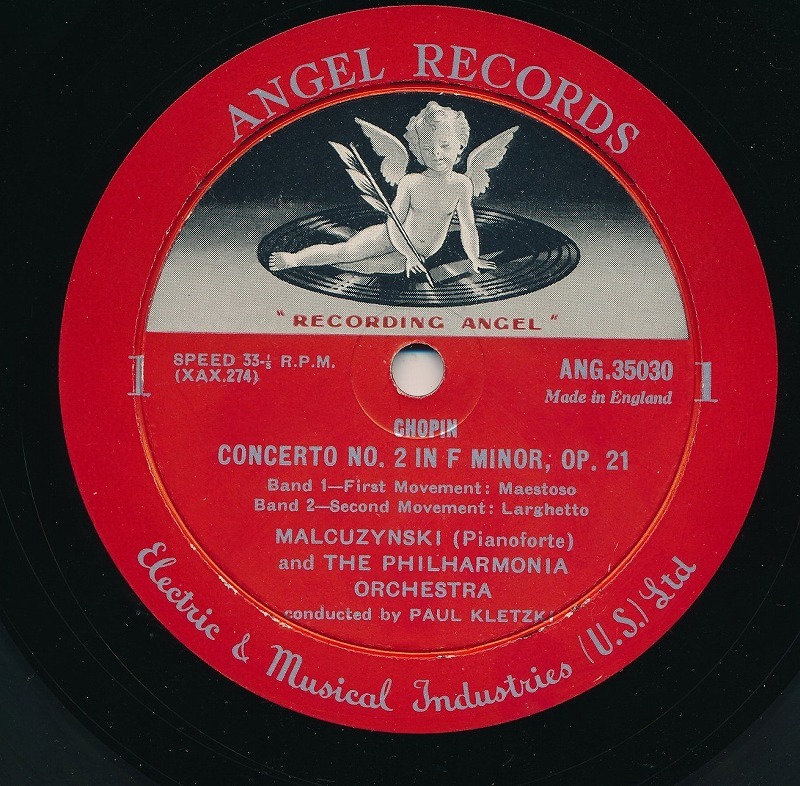 ANGEL RECORDS
"RECORDING ANGEL"
SPEED 33-⅓ R.P.M.
(XAX.274)
ANG.35030
Made in England
1
1
CHOPIN
CONCERTO NO. 2 IN F MINOR, OP. 21
Band 1—First Movement: Maestoso
Band 2—Second Movement: Larghetto
MALCUZYNSKI (Pianoforte)
and THE PHILHARMONIA
ORCHESTRA
conducted by PAUL KLETZKI
Electric & Musical Industries (U.S.) Ltd